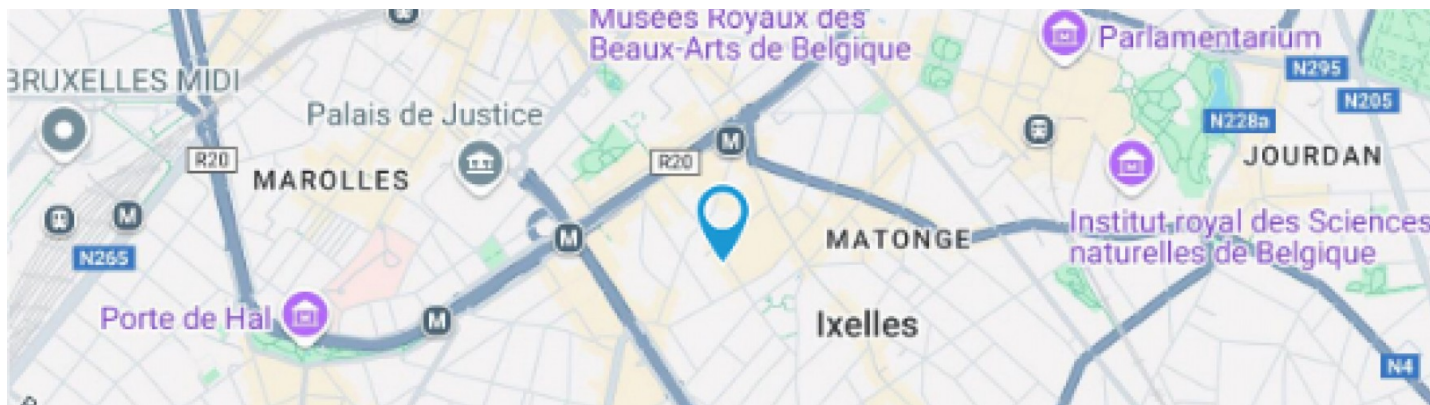 Musées Royaux des
Beaux-Arts de Belgique
Parlamentarium
N295
BRUXELLES MIDI
N205
Palais de Justice
N228a
M
R20
R20
JOURDAN
MAROLLES
M
Institut royal des Sciences
naturelles de Belgique
M
MATONGE
N265
Porte de Hal
M
Ixelles
N4